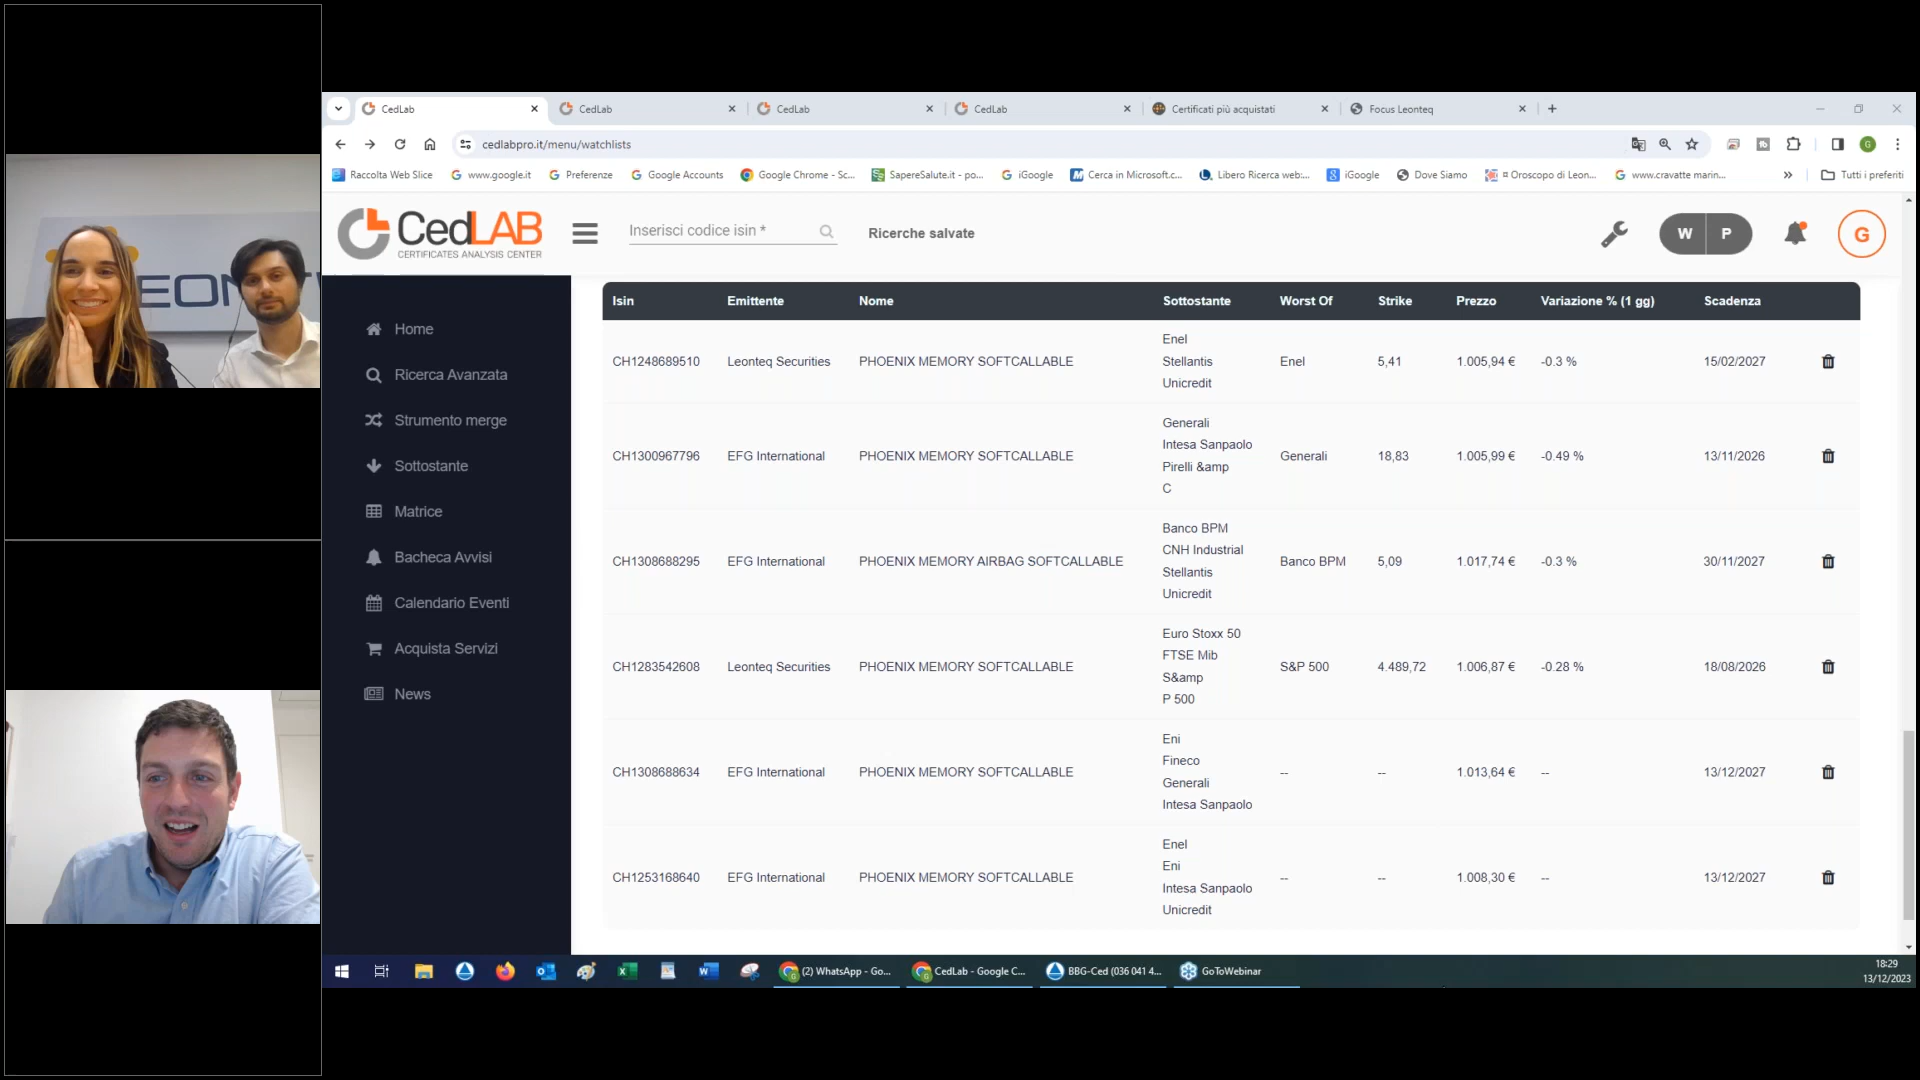 EON
CedLab
CedLab
CedLab
CedLab
Certificati più acquistati
Focus Leonteq
cedlabpro.it/menu/watchlists
G
Raccolta Web Slice
www.google.it
Preferenze
Google Accounts
Google Chrome - Sc...
SapereSalute.it - po...
iGoogle
Cerca in Microsoft.c...
Libero Ricerca web:...
iGoogle
Dove Siamo
¤ Oroscopo di Leon...
www.cravatte marin...
»
Tutti i preferiti
CedLAB
CERTIFICATES ANALYSIS CENTER
Inserisci codice isin *
Ricerche salvate
W
P
G
Home
Ricerca Avanzata
Strumento merge
Sottostante
Matrice
Bacheca Avvisi
Calendario Eventi
Acquista Servizi
News
Isin Emittente Nome Sottostante Worst Of Strike Prezzo Variazione % (1 gg) Scadenza
Enel
CH1248689510 Leonteq Securities PHOENIX MEMORY SOFTCALLABLE Stellantis Enel 5,41 1.005,94 € -0.3 % 15/02/2027
Unicredit
Generali
Intesa Sanpaolo
CH1300967796 EFG International PHOENIX MEMORY SOFTCALLABLE Generali 18,83 1.005,99 € -0.49 % 13/11/2026
Pirelli &amp
C
Banco BPM
CNH Industrial
CH1308688295 EFG International PHOENIX MEMORY AIRBAG SOFTCALLABLE Banco BPM 5,09 1.017,74 € -0.3 % 30/11/2027
Stellantis
Unicredit
Euro Stoxx 50
FTSE Mib
CH1283542608 Leonteq Securities PHOENIX MEMORY SOFTCALLABLE S&P 500 4.489,72 1.006,87 € -0.28 % 18/08/2026
S&amp
P 500
Eni
Fineco
CH1308688634 EFG International PHOENIX MEMORY SOFTCALLABLE -- -- 1.013,64 € -- 13/12/2027
Generali
Intesa Sanpaolo
Enel
Eni
CH1253168640 EFG International PHOENIX MEMORY SOFTCALLABLE -- -- 1.008,30 € -- 13/12/2027
Intesa Sanpaolo
Unicredit
(2) WhatsApp - Go...
CedLab - Google C...
BBG-Ced (036 041 4...
GoToWebinar
18:29
13/12/2023